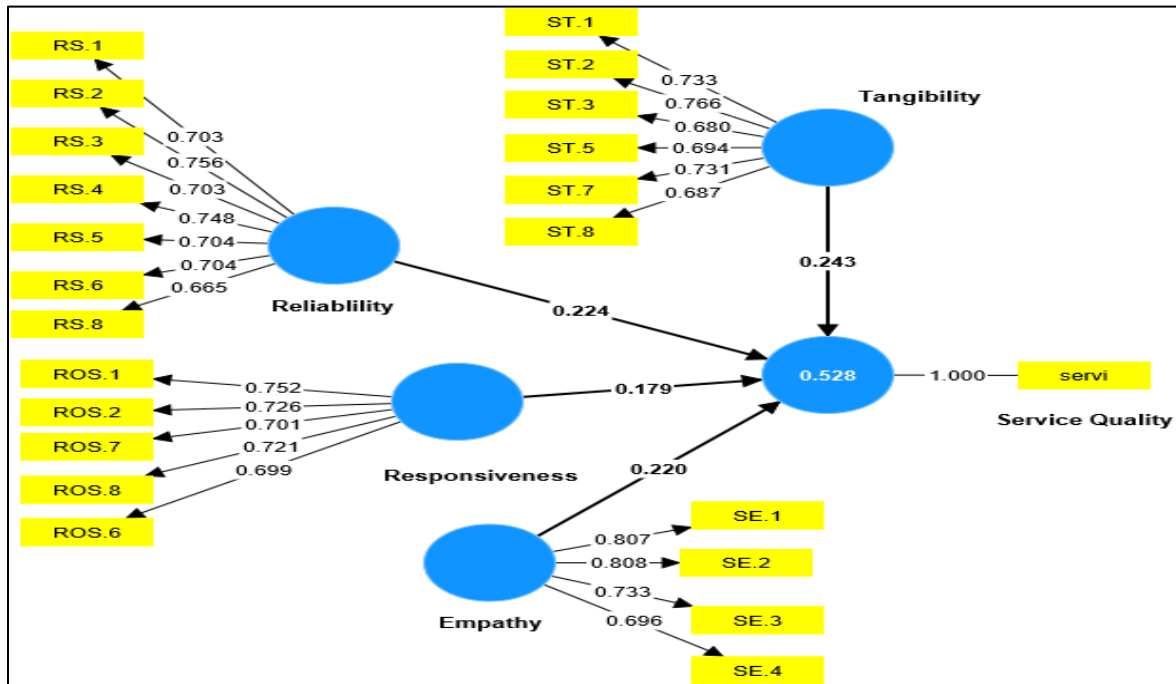 RS.1
RS.2
RS.3
RS.4
RS.5
RS.6
RS.8
0.703
0.756
0.703
0.748
0.704
0.704
0.665
Reliablility
ST.1
ST.2
ST.3
ST.5
ST.7
ST.8
0.733
0.766
0.680
0.694
0.731
0.687
Tangibility
0.243
0.224
ROS.1
ROS.2
ROS.7
ROS.8
ROS.6
0.752
0.726
0.701
0.721
0.699
Responsiveness
0.179
0.528
1.000
servi
Service Quality
0.220
Empathy
0.807
0.808
0.733
0.696
SE.1
SE.2
SE.3
SE.4